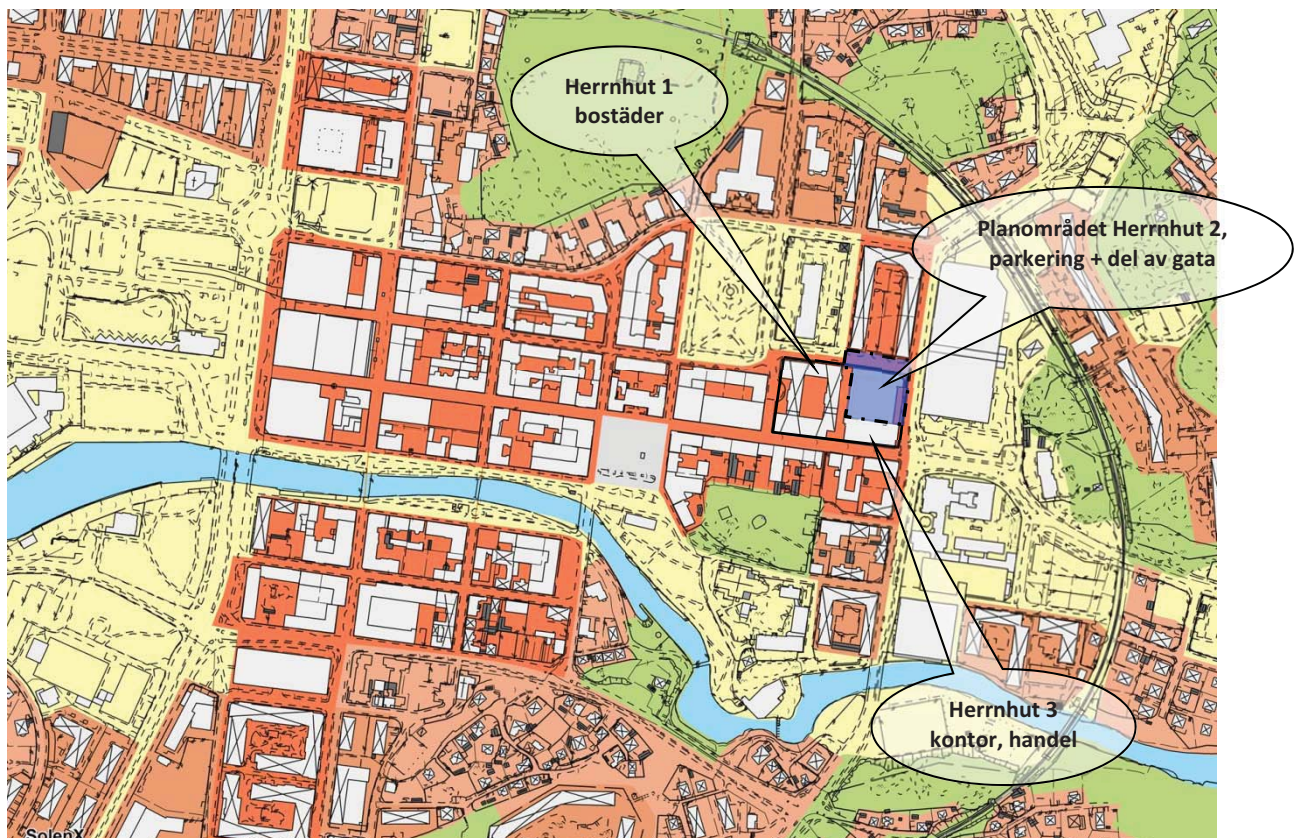 Herrnhut 1
bostäder
Planområdet Herrnhut 2,
parkering + del av gata
Herrnhut 3
kontor, handel
SolenX